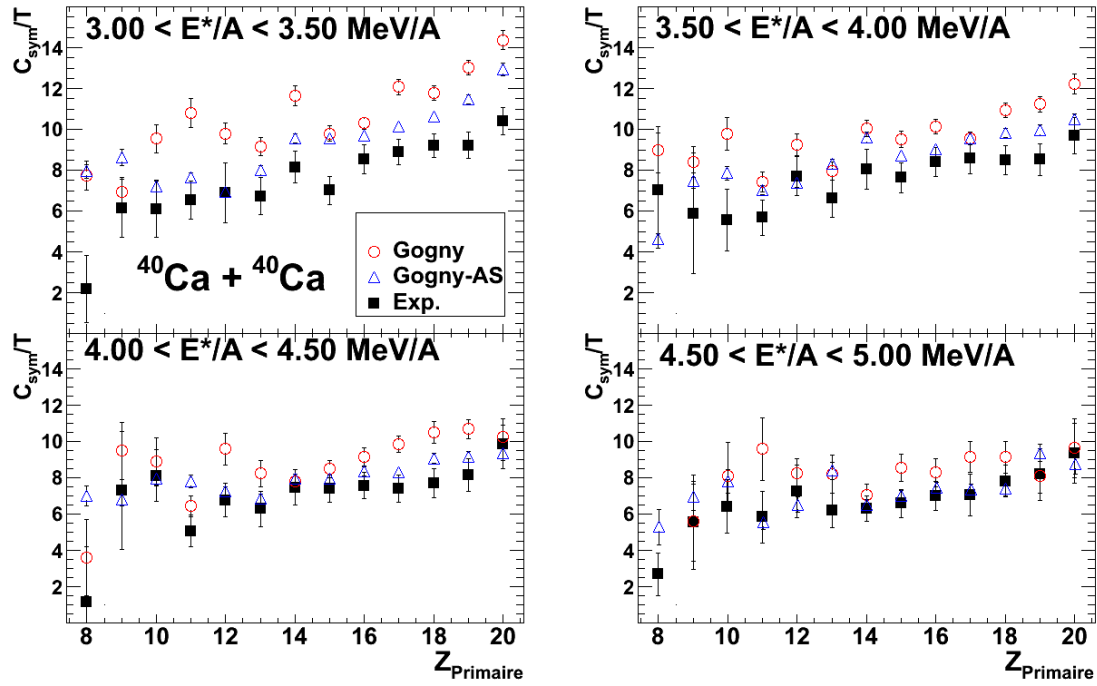 3.00 < E*/A < 3.50 MeV/A
C_sym/T
14
12
10
8
6
4
2
⁴⁰Ca + ⁴⁰Ca
Gogny
Gogny-AS
Exp.
3.50 < E*/A < 4.00 MeV/A
C_sym/T
14
12
10
8
6
4
2
4.00 < E*/A < 4.50 MeV/A
C_sym/T
14
12
10
8
6
4
2
8 10 12 14 16 18 20
Z_Primaire
4.50 < E*/A < 5.00 MeV/A
C_sym/T
14
12
10
8
6
4
2
8 10 12 14 16 18 20
Z_Primaire